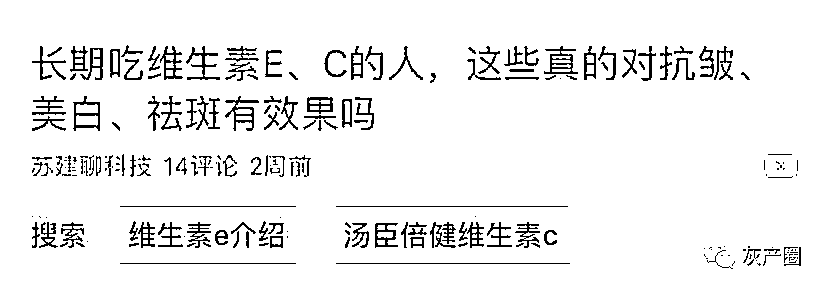 长期吃维生素E、C的人，这些真的对抗皱、
美白、祛斑有效果吗
苏建聊科技 14评论 2周前
搜索 维生素e介绍 汤臣倍健维生素c
灰产圈